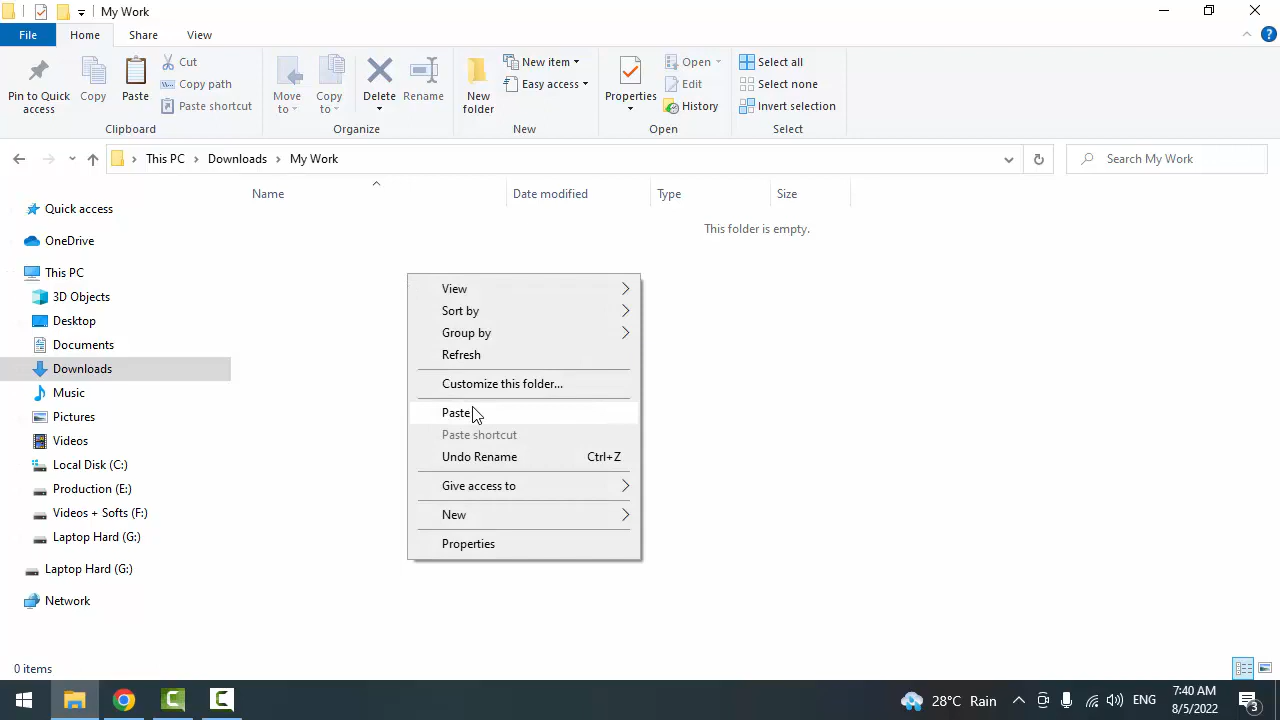 My Work
File Home Share View
Pin to Quick access
Copy
Paste
Cut
Copy path
Paste shortcut
Clipboard
Move to
Copy to
Delete
Rename
Organize
New folder
New item
Easy access
New
Properties
Open
Edit
History
Open
Select all
Select none
Invert selection
Select
This PC Downloads My Work
Search My Work
Name Date modified Type Size
This folder is empty.
Quick access
OneDrive
This PC
3D Objects
Desktop
Documents
Downloads
Music
Pictures
Videos
Local Disk (C:)
Production (E:)
Videos + Softs (F:)
Laptop Hard (G:)
Laptop Hard (G:)
Network
View
Sort by
Group by
Refresh
Customize this folder...
Paste
Paste shortcut
Undo Rename Ctrl+Z
Give access to
New
Properties
0 items
28°C Rain
ENG
7:40 AM
8/5/2022
3